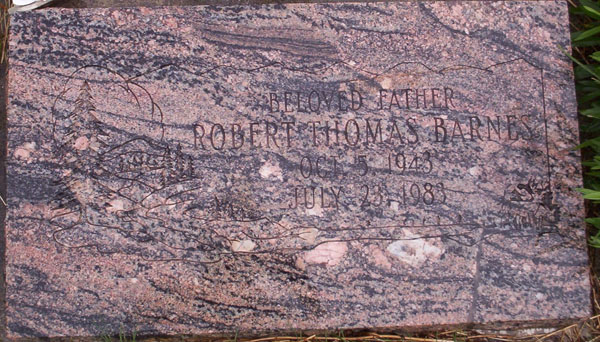 BELOVED FATHER
ROBERT THOMAS BARNES
OCT. 5, 1943
JULY 23, 1983